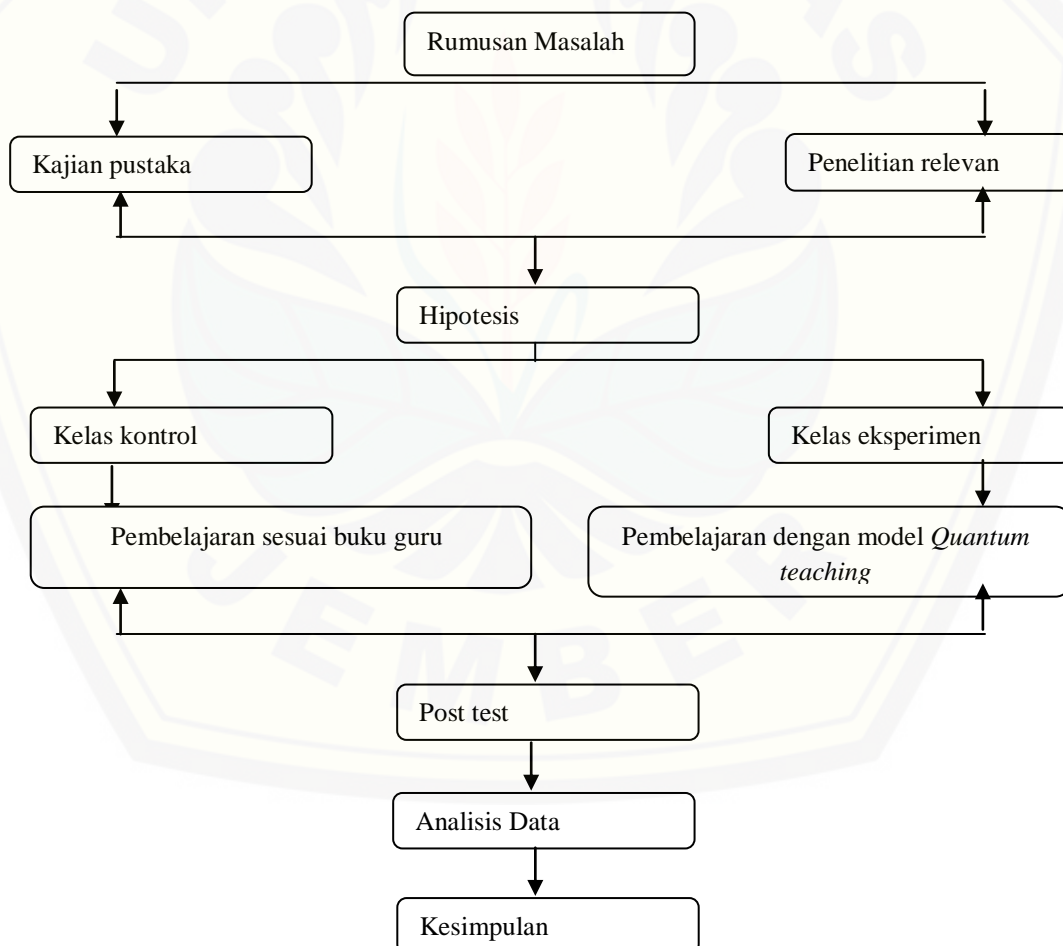 Rumusan Masalah
Kajian pustaka
Penelitian relevan
Hipotesis
Kelas kontrol
Kelas eksperimen
Pembelajaran sesuai buku guru
Pembelajaran dengan model Quantum
teaching
JEMBER
Post test
Analisis Data
Kesimpulan